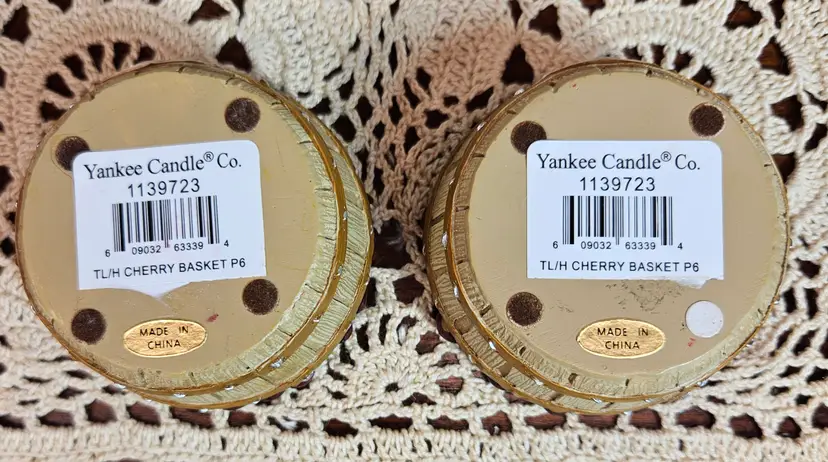 Yankee Candle® Co.
1139723
6 09032 63339 4
TL/H CHERRY BASKET P6
MADE IN
CHINA
Yankee Candle® Co.
1139723
6 09032 63339 4
TL/H CHERRY BASKET P6
MADE IN
CHINA